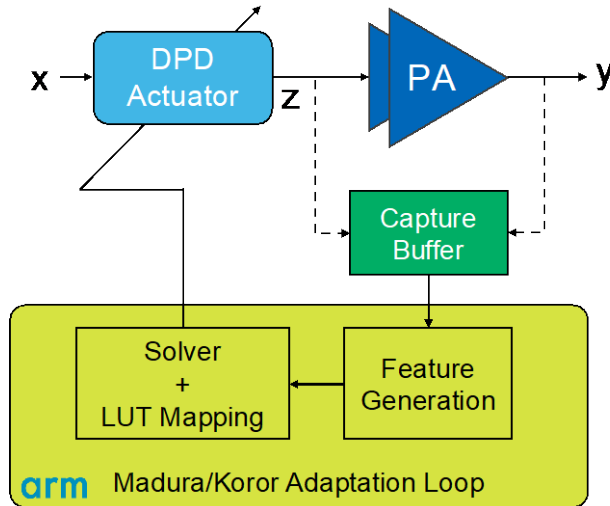 x
DPD
Actuator
z
PA
y
Capture
Buffer
Solver
+
LUT Mapping
Feature
Generation
arm
Madura/Koror Adaptation Loop